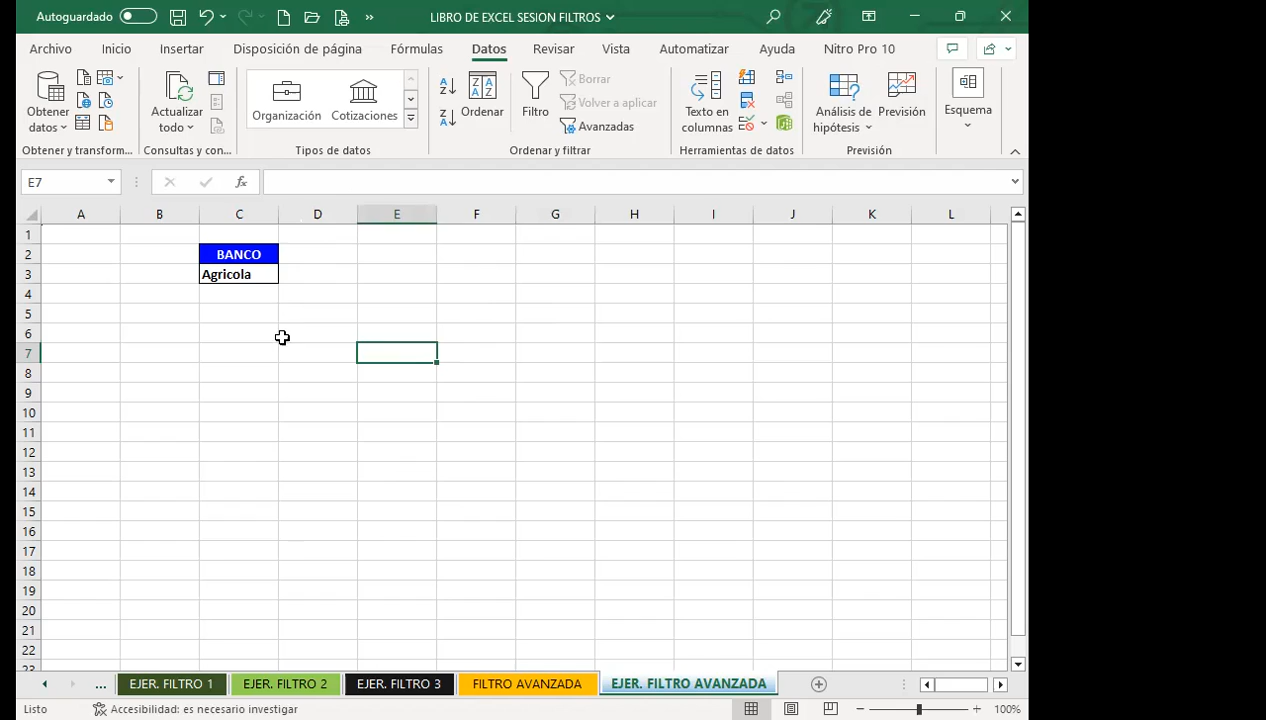 Autoguardado
LIBRO DE EXCEL SESION FILTROS
Archivo Inicio Insertar Disposición de página Fórmulas Datos Revisar Vista Automatizar Ayuda Nitro Pro 10
Obtener datos
Obtener y transform...
Actualizar todo
Consultas y con...
Organización Cotizaciones
Tipos de datos
Ordenar
Filtro
Borrar
Volver a aplicar
Avanzadas
Ordenar y filtrar
Texto en columnas
Herramientas de datos
Análisis de hipótesis
Previsión
Previsión
Esquema
E7
fx
A B C D E F G H I J K L
1
2 BANCO
3 Agricola
4
5
6
7
8
9
10
11
12
13
14
15
16
17
18
19
20
21
22
23
... EJER. FILTRO 1 EJER. FILTRO 2 EJER. FILTRO 3 FILTRO AVANZADA EJER. FILTRO AVANZADA
Listo Accesibilidad: es necesario investigar 100%